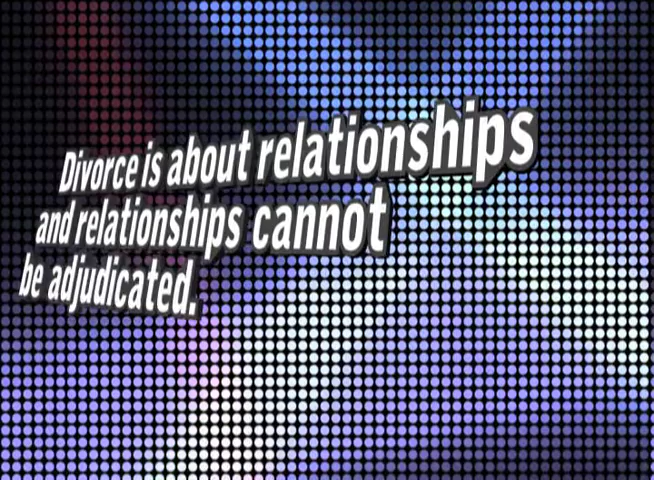 Divorce is about relationships
and relationships cannot
be adjudicated.